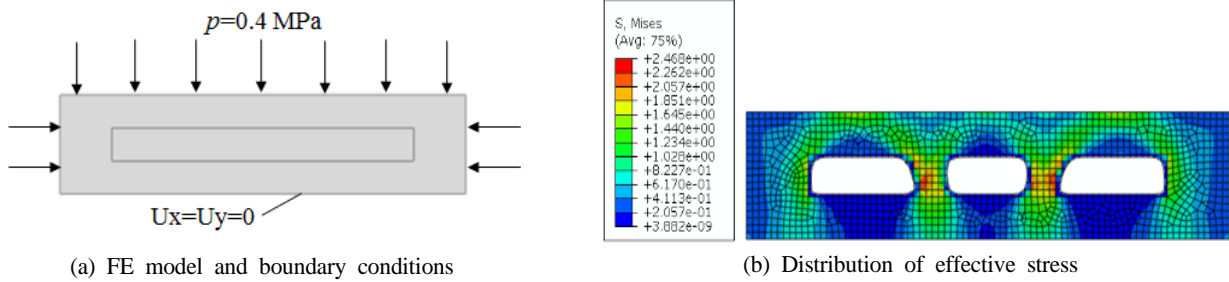 p=0.4 MPa
Ux=Uy=0
(a) FE model and boundary conditions
S, Mises
(Avg: 75%)
+2.468e+00
+2.262e+00
+2.057e+00
+1.851e+00
+1.645e+00
+1.440e+00
+1.234e+00
+1.028e+00
+8.227e-01
+6.170e-01
+4.113e-01
+2.057e-01
+3.882e-09
(b) Distribution of effective stress